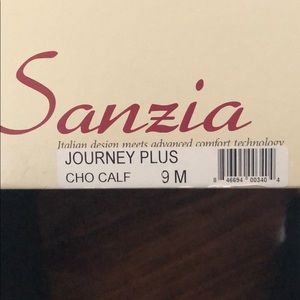 Sanzia
Italian design meets advanced comfort technology
JOURNEY PLUS
CHO CALF 9 M
8 46694 00340 4